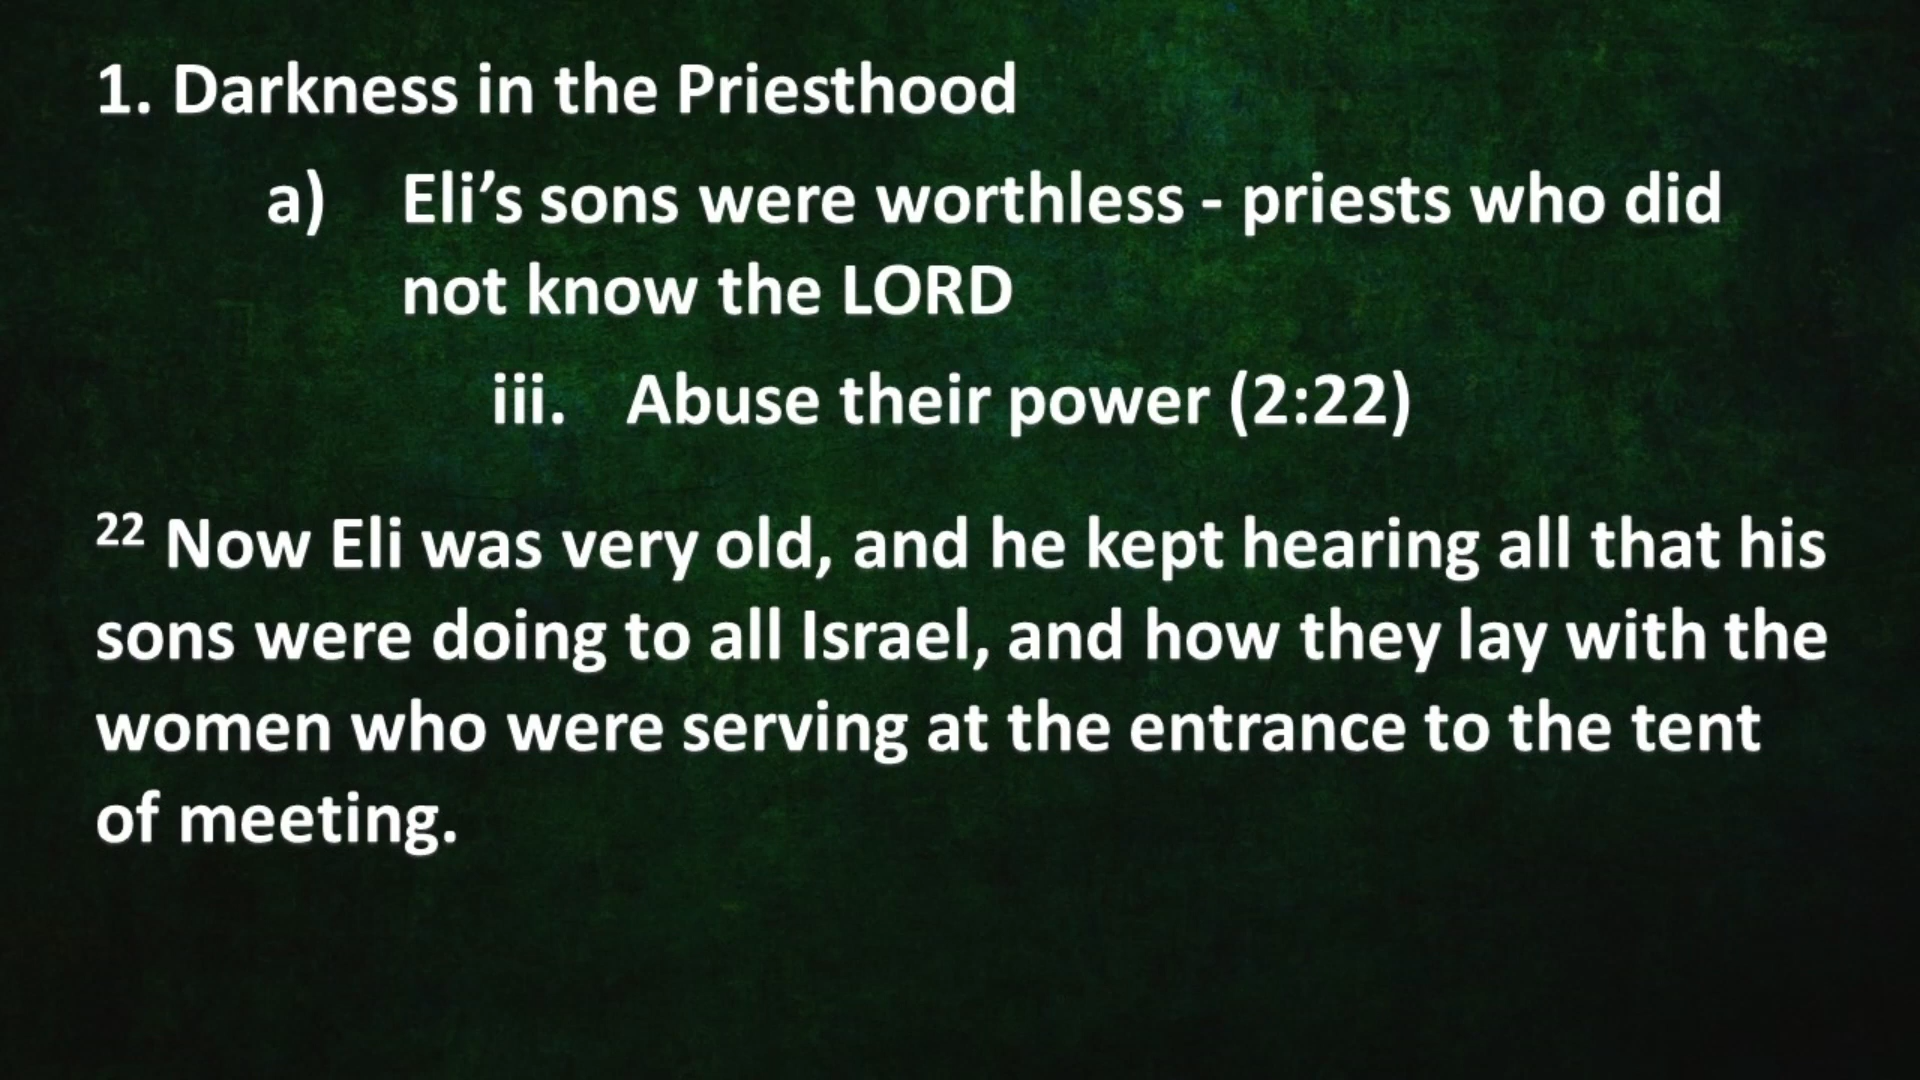 1. Darkness in the Priesthood
a) Eli’s sons were worthless - priests who did
not know the LORD
iii. Abuse their power (2:22)
22 Now Eli was very old, and he kept hearing all that his
sons were doing to all Israel, and how they lay with the
women who were serving at the entrance to the tent
of meeting.